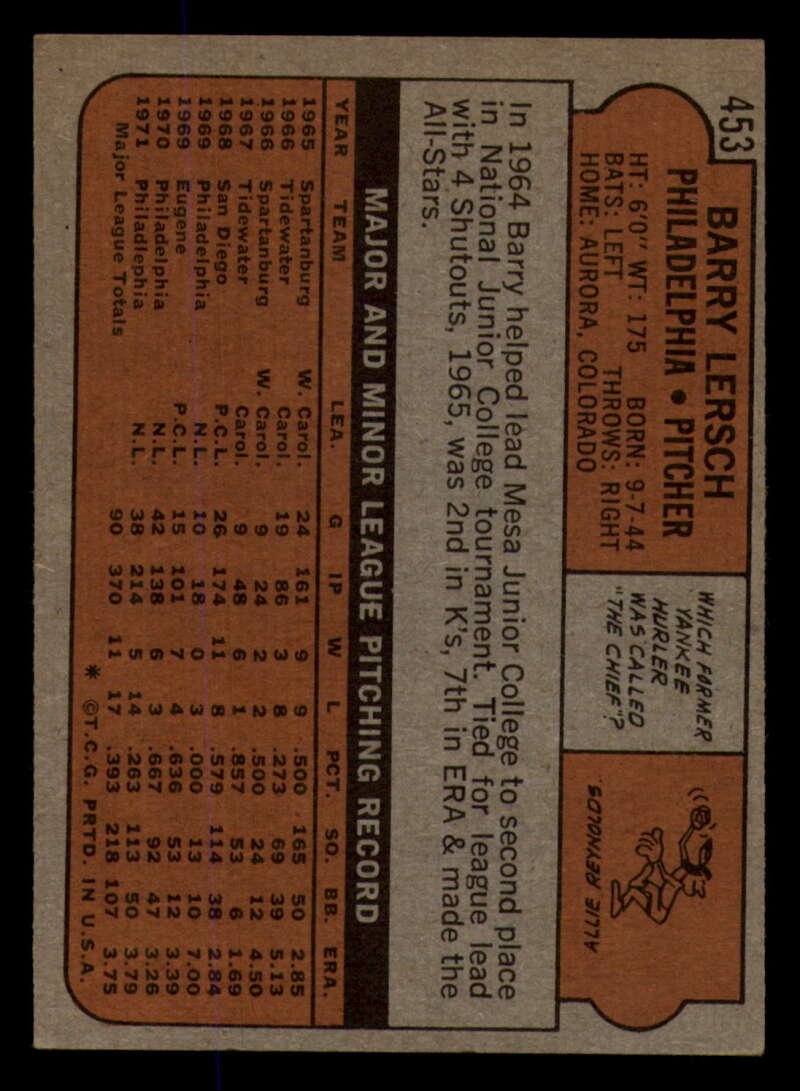 453
BARRY LERSCH
PHILADELPHIA • PITCHER
HT: 6'0" WT: 175 BORN: 9-7-44
BATS: LEFT THROWS: RIGHT
HOME: AURORA, COLORADO
WHICH FORMER
YANKEE
HURLER
WAS CALLED
"THE CHIEF"?
ALLIE REYNOLDS
In 1964 Barry helped lead Mesa Junior College to second place
in National Junior College tournament. Tied for league lead
with 4 Shutouts, 1965, was 2nd in K's, 7th in ERA & made the
All-Stars.
MAJOR AND MINOR LEAGUE PITCHING RECORD
YEAR TEAM LEA. G IP W L PCT. SO. BB. ERA.
1965 Spartanburg W. Carol. 24 161 9 9 .500 165 50 2.85
1966 Tidewater Carol. 19 86 3 8 .273 69 39 5.13
1966 Spartanburg W. Carol. 9 24 2 2 .500 24 12 4.50
1967 Tidewater Carol. 9 48 6 1 .857 53 6 1.69
1968 San Diego P.C.L. 26 174 11 8 .579 114 38 2.84
1969 Philadelphia N.L. 10 18 0 3 .000 13 10 7.00
1969 Eugene P.C.L. 15 101 7 4 .636 53 12 3.39
1970 Philadelphia N.L. 42 138 6 3 .667 92 47 3.26
1971 Philadlephia N.L. 38 214 5 14 .263 113 50 3.79
Major League Totals 90 370 11 17 .393 218 107 3.75
* ©T.C.G. PRTD. IN U.S.A.